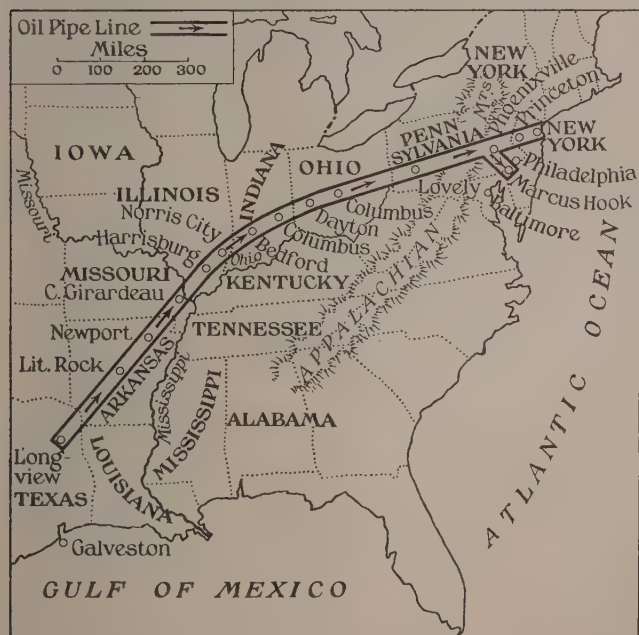 Oil Pipe Line
Miles
0 100 200 300
NEW
YORK
Mts
Phoenixville
Princeton
NEW
YORK
PENN
SYLVANIA
Philadelphia
Marcus Hook
Baltimore
Lovely
IOWA
Missouri
ILLINOIS
INDIANA
OHIO
Columbus
Dayton
Columbus
Bedford
Norris City
Harrisburg
Ohio
MISSOURI
C. Girardeau
KENTUCKY
Newport
TENNESSEE
APPALACHIAN
Lit. Rock
ARKANSAS
Mississippi
MISSISSIPPI
ALABAMA
Long-
view
TEXAS
LOUISIANA
Galveston
GULF OF MEXICO
ATLANTIC OCEAN